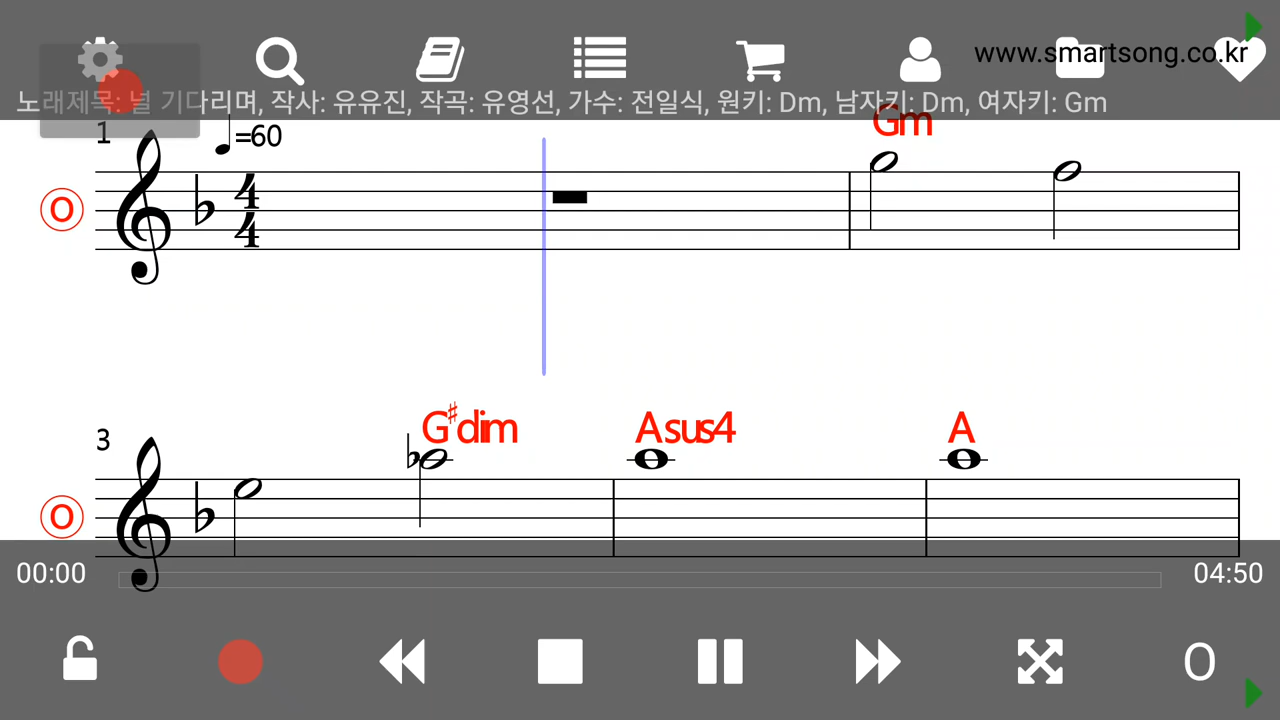 www.smartsong.co.kr
노래제목: 널 기다리며, 작사: 유유진, 작곡: 유영선, 가수: 전일식, 원키: Dm, 남자키: Dm, 여자키: Gm
1 =60 Gm
O 4 4
3 G♯dim Asus4 A
O
00:00 04:50
O